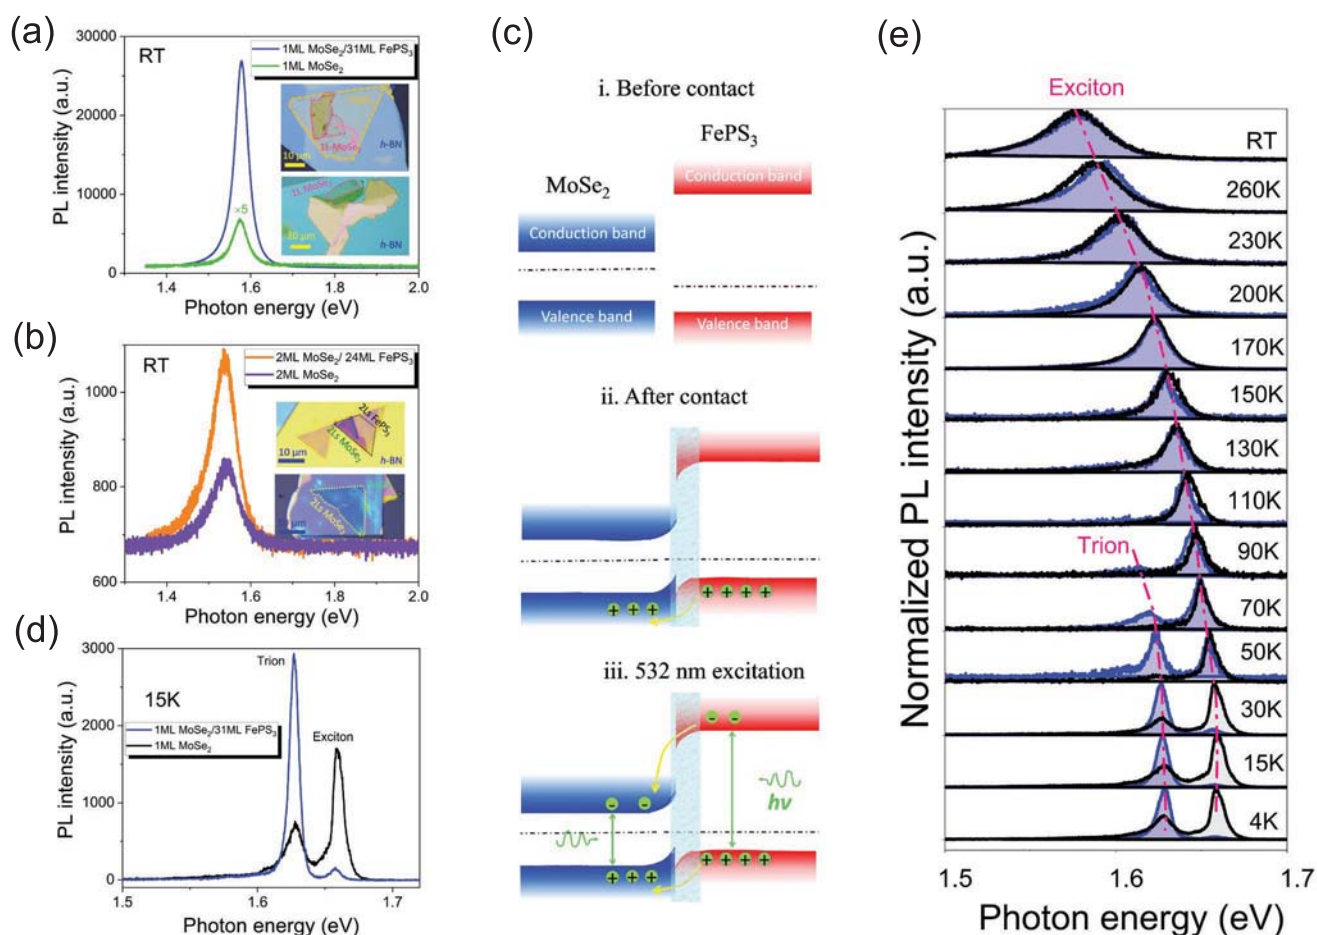 (a)
RT
30000
20000
10000
0
PL intensity (a.u.)
1ML MoSe₂/31ML FePS₃
1ML MoSe₂
×5
1L-MoSe₂
h-BN
10 μm
1L MoSe₂
h-BN
1.4
1.6
1.8
2.0
Photon energy (eV)
(b)
RT
1000
800
600
PL intensity (a.u.)
2ML MoSe₂/ 24ML FePS₃
2ML MoSe₂
2Ls FePS₃
2Ls MoSe₂
10 μm
h-BN
2Ls MoSe₂
1.4
1.6
1.8
2.0
Photon energy (eV)
(d)
15K
3000
2000
1000
0
PL intensity (a.u.)
Trion
Exciton
1ML MoSe₂/31ML FePS₃
1ML MoSe₂
1.5
1.6
1.7
Photon energy (eV)
(c)
i. Before contact
FePS₃
MoSe₂
Conduction band
Conduction band
Valence band
Valence band
ii. After contact
+ + +
+ + + +
iii. 532 nm excitation
- -
- -
hν
+ + +
+ + + +
(e)
Exciton
RT
260K
230K
200K
170K
150K
130K
110K
Trion
90K
70K
50K
30K
15K
4K
Normalized PL intensity (a.u.)
1.5
1.6
1.7
Photon energy (eV)